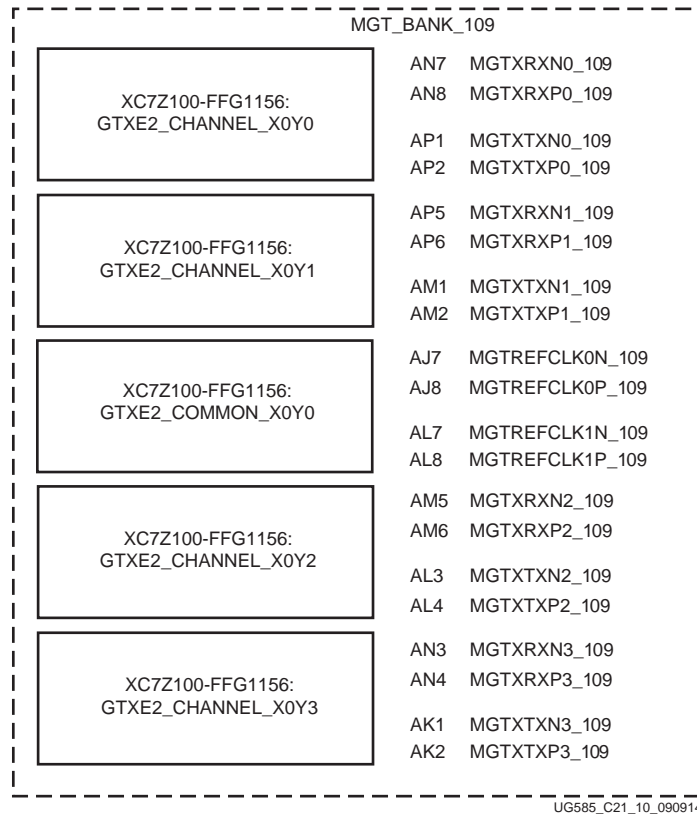 MGT_BANK_109
XC7Z100-FFG1156:
GTXE2_CHANNEL_X0Y0
AN7 MGTXRXN0_109
AN8 MGTXRXP0_109
AP1 MGTXTXN0_109
AP2 MGTXTXP0_109
XC7Z100-FFG1156:
GTXE2_CHANNEL_X0Y1
AP5 MGTXRXN1_109
AP6 MGTXRXP1_109
AM1 MGTXTXN1_109
AM2 MGTXTXP1_109
XC7Z100-FFG1156:
GTXE2_COMMON_X0Y0
AJ7 MGTREFCLK0N_109
AJ8 MGTREFCLK0P_109
AL7 MGTREFCLK1N_109
AL8 MGTREFCLK1P_109
XC7Z100-FFG1156:
GTXE2_CHANNEL_X0Y2
AM5 MGTXRXN2_109
AM6 MGTXRXP2_109
AL3 MGTXTXN2_109
AL4 MGTXTXP2_109
XC7Z100-FFG1156:
GTXE2_CHANNEL_X0Y3
AN3 MGTXRXN3_109
AN4 MGTXRXP3_109
AK1 MGTXTXN3_109
AK2 MGTXTXP3_109
UG585_C21_10_090914